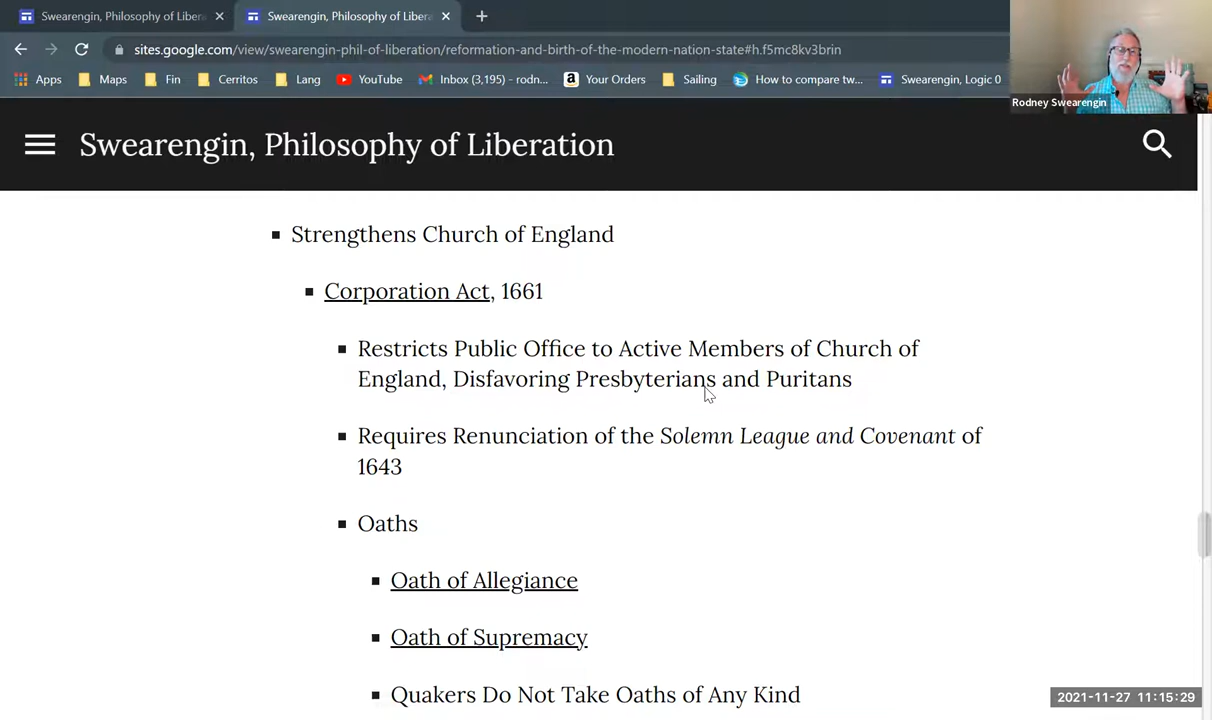 Swearengin, Philosophy of Liber
Swearengin, Philosophy of Libera
sites.google.com/view/swearengin-phil-of-liberation/reformation-and-birth-of-the-modern-nation-state#h.f5mc8kv3brin
Apps Maps Fin Cerritos Lang YouTube Inbox (3,195) - rodn... Your Orders Sailing How to compare tw... Swearengin, Logic 0
Rodney Swearengin
Swearengin, Philosophy of Liberation
Strengthens Church of England
Corporation Act, 1661
Restricts Public Office to Active Members of Church of
England, Disfavoring Presbyterians and Puritans
Requires Renunciation of the Solemn League and Covenant of
1643
Oaths
Oath of Allegiance
Oath of Supremacy
Quakers Do Not Take Oaths of Any Kind
2021-11-27 11:15:29